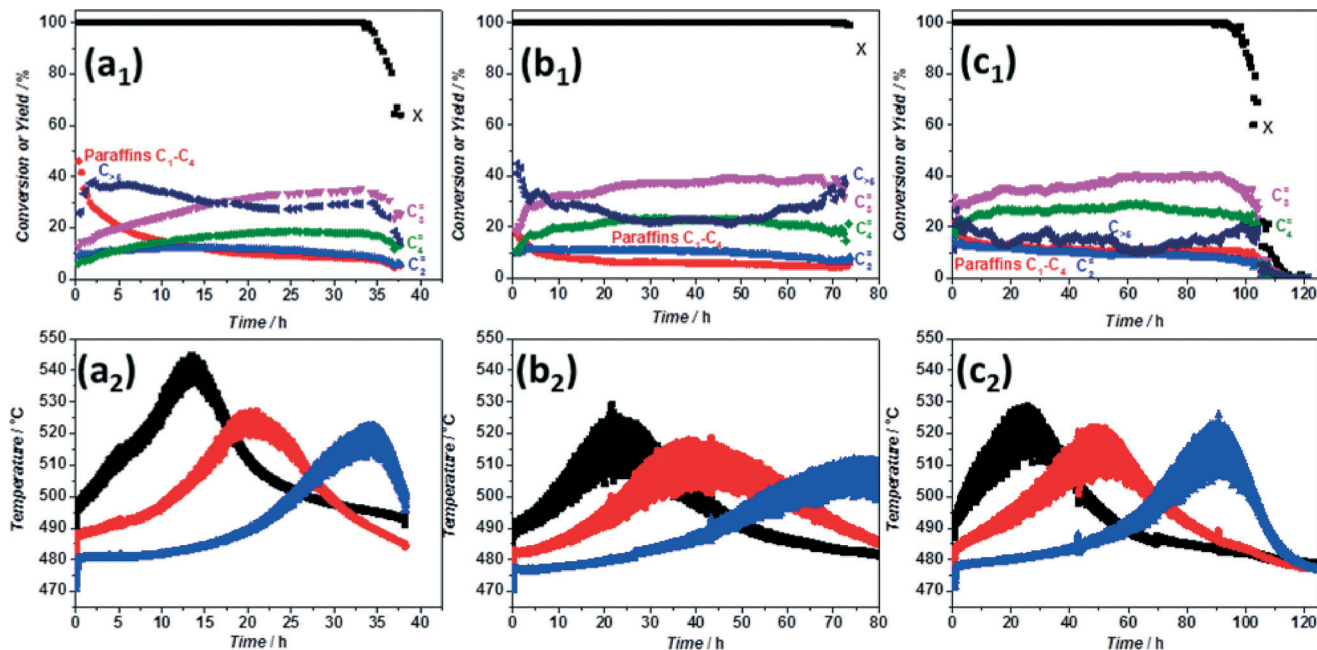 (a₁)
Conversion or Yield / %
100
80
60
40
20
0
X
Paraffins C₁-C₄
C₃⁼
C₄⁼
C₂⁼
0 5 10 15 20 25 30 35 40
Time / h
(b₁)
Conversion or Yield / %
100
80
60
40
20
0
X
C₃⁼
C₄⁼
Paraffins C₁-C₄
C₂⁼
0 10 20 30 40 50 60 70 80
Time / h
(c₁)
Conversion or Yield / %
100
80
60
40
20
0
X
C₃⁼
C₄⁼
Paraffins C₁-C₄
C₂⁼
0 20 40 60 80 100 120
Time / h
(a₂)
Temperature / °C
550
540
530
520
510
500
490
480
470
0 5 10 15 20 25 30 35 40
Time / h
(b₂)
Temperature / °C
550
540
530
520
510
500
490
480
470
0 10 20 30 40 50 60 70 80
Time / h
(c₂)
Temperature / °C
550
540
530
520
510
500
490
480
470
0 20 40 60 80 100 120
Time / h